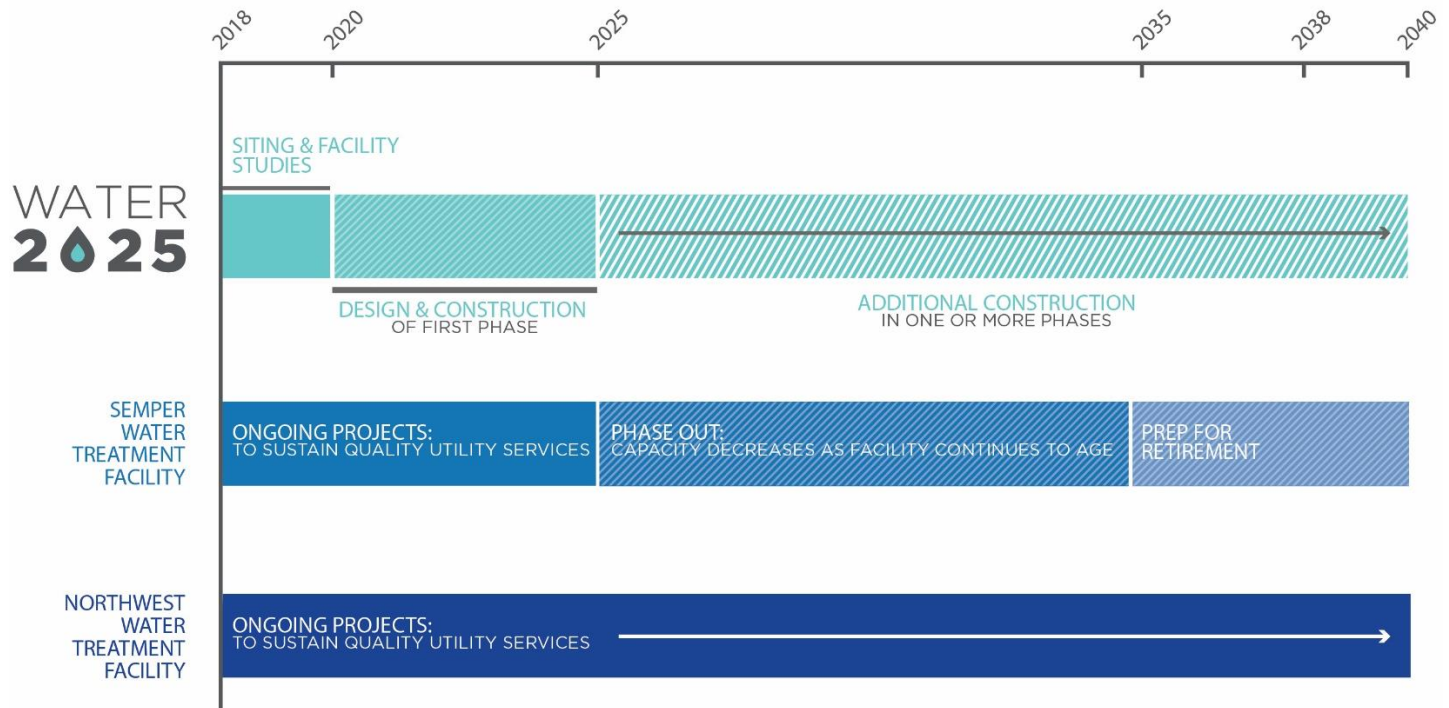 2018
2020
2025
2035
2038
2040
WATER
2025
SITING & FACILITY
STUDIES
DESIGN & CONSTRUCTION
OF FIRST PHASE
ADDITIONAL CONSTRUCTION
IN ONE OR MORE PHASES
SEMPER
WATER
TREATMENT
FACILITY
ONGOING PROJECTS:
TO SUSTAIN QUALITY UTILITY SERVICES
PHASE OUT:
CAPACITY DECREASES AS FACILITY CONTINUES TO AGE
PREP FOR
RETIREMENT
NORTHWEST
WATER
TREATMENT
FACILITY
ONGOING PROJECTS:
TO SUSTAIN QUALITY UTILITY SERVICES